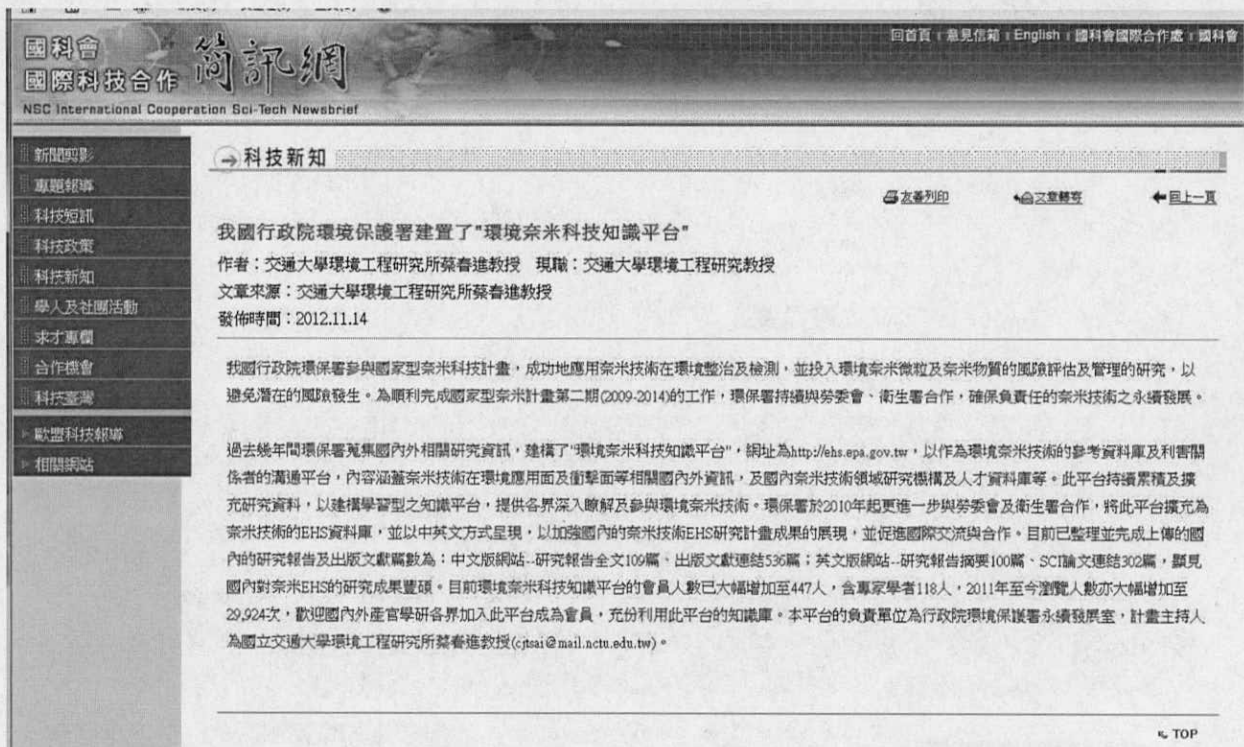 回首頁 | 意見信箱 | English | 國科會國際合作處 | 國科會
國科會
國際科技合作
簡訊網
NSC International Cooperation Sci-Tech Newsbrief
新聞剪影
專題報導
科技短訊
科技政策
科技新知
學人及社團活動
求才專欄
合作機會
科技臺灣
歐盟科技報導
相關網站
科技新知
友善列印 文章轉寄 回上一頁
我國行政院環境保護署建置了"環境奈米科技知識平台"
作者：交通大學環境工程研究所蔡春進教授 現職：交通大學環境工程研究教授
文章來源：交通大學環境工程研究所蔡春進教授
發佈時間：2012.11.14
我國行政院環保署參與國家型奈米科技計畫，成功地應用奈米技術在環境整治及檢測，並投入環境奈米微粒及奈米物質的風險評估及管理的研究，以
避免潛在的風險發生。為順利完成國家型奈米計畫第二期(2009-2014)的工作，環保署持續與勞委會、衛生署合作，確保負責任的奈米技術之永續發展。
過去幾年間環保署蒐集國內外相關研究資訊，建構了"環境奈米科技知識平台"，網址為http://ehs.epa.gov.tw，以作為環境奈米技術的參考資料庫及利害關
係者的溝通平台，內容涵蓋奈米技術在環境應用面及衝擊面等相關國內外資訊，及國內奈米技術領域研究機構及人才資料庫等。此平台持續累積及擴
充研究資料，以建構學習型之知識平台，提供各界深入瞭解及參與環境奈米技術。環保署於2010年起更進一步與勞委會及衛生署合作，將此平台擴充為
奈米技術的EHS資料庫，並以中英文方式呈現，以加強國內的奈米技術EHS研究計畫成果的展現，並促進國際交流與合作。目前已整理並完成上傳的國
內的研究報告及出版文獻篇數為：中文版網站--研究報告全文109篇、出版文獻連結536篇；英文版網站--研究報告摘要100篇、SCI論文連結302篇，顯見
國內對奈米EHS的研究成果豐碩。目前環境奈米科技知識平台的會員人數已大幅增加至447人，含專家學者118人，2011年至今瀏覽人數亦大幅增加至
29,924次，歡迎國內外產官學研各界加入此平台成為會員，充份利用此平台的知識庫。本平台的負責單位為行政院環境保護署永續發展室，計畫主持人
為國立交通大學環境工程研究所蔡春進教授(cjtsai@mail.nctu.edu.tw)。
TOP